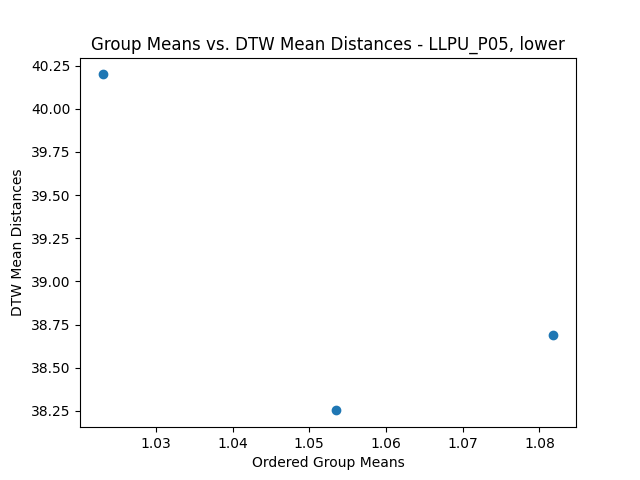 Group Means vs. DTW Mean Distances - LLPU_P05, lower
40.25
40.00
39.75
39.50
39.25
39.00
38.75
38.50
38.25
DTW Mean Distances
1.03 1.04 1.05 1.06 1.07 1.08
Ordered Group Means